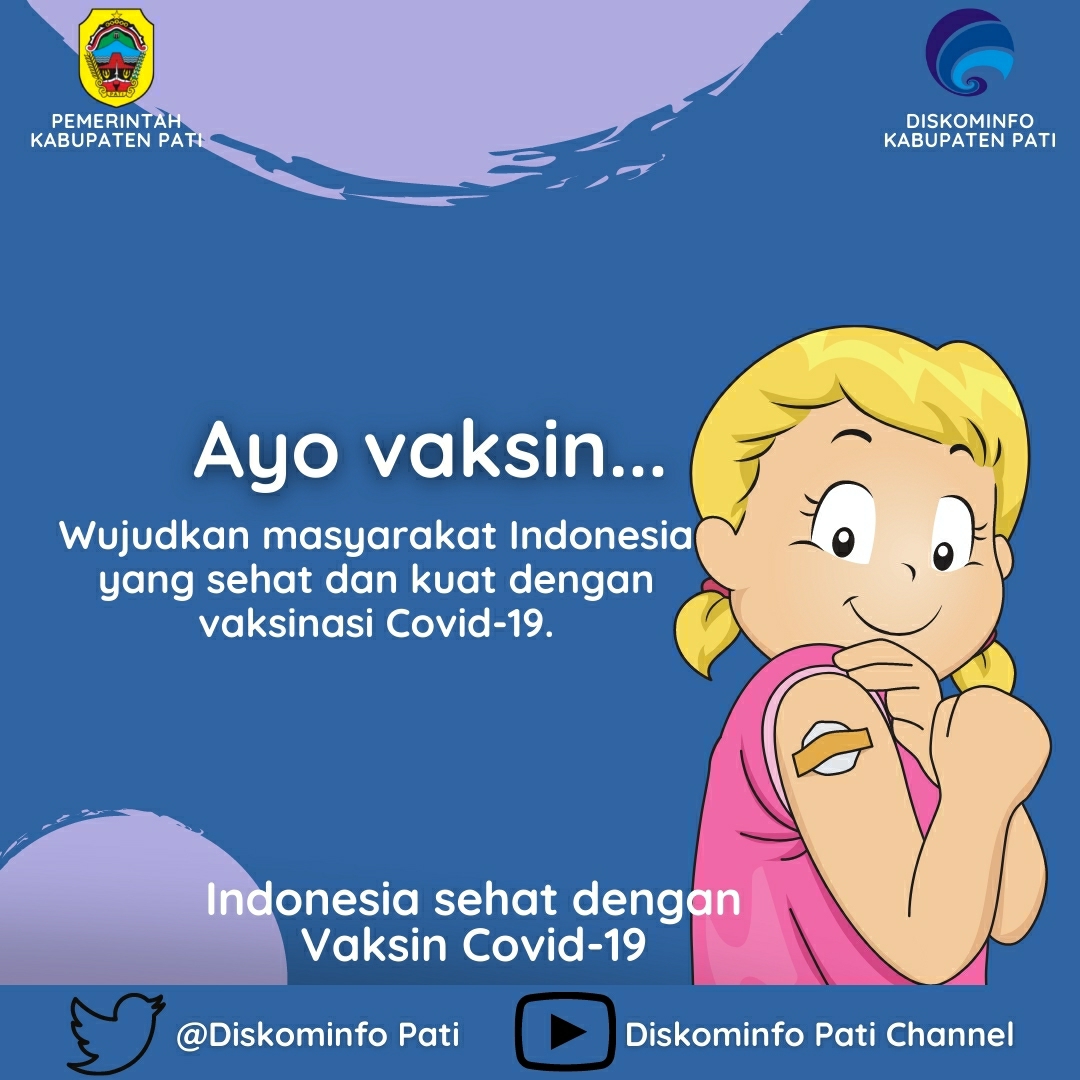 PEMERINTAH
KABUPATEN PATI
DISKOMINFO
KABUPATEN PATI
Ayo vaksin...
Wujudkan masyarakat Indonesia
yang sehat dan kuat dengan
vaksinasi Covid-19.
Indonesia sehat dengan
Vaksin Covid-19
@Diskominfo Pati
Diskominfo Pati Channel